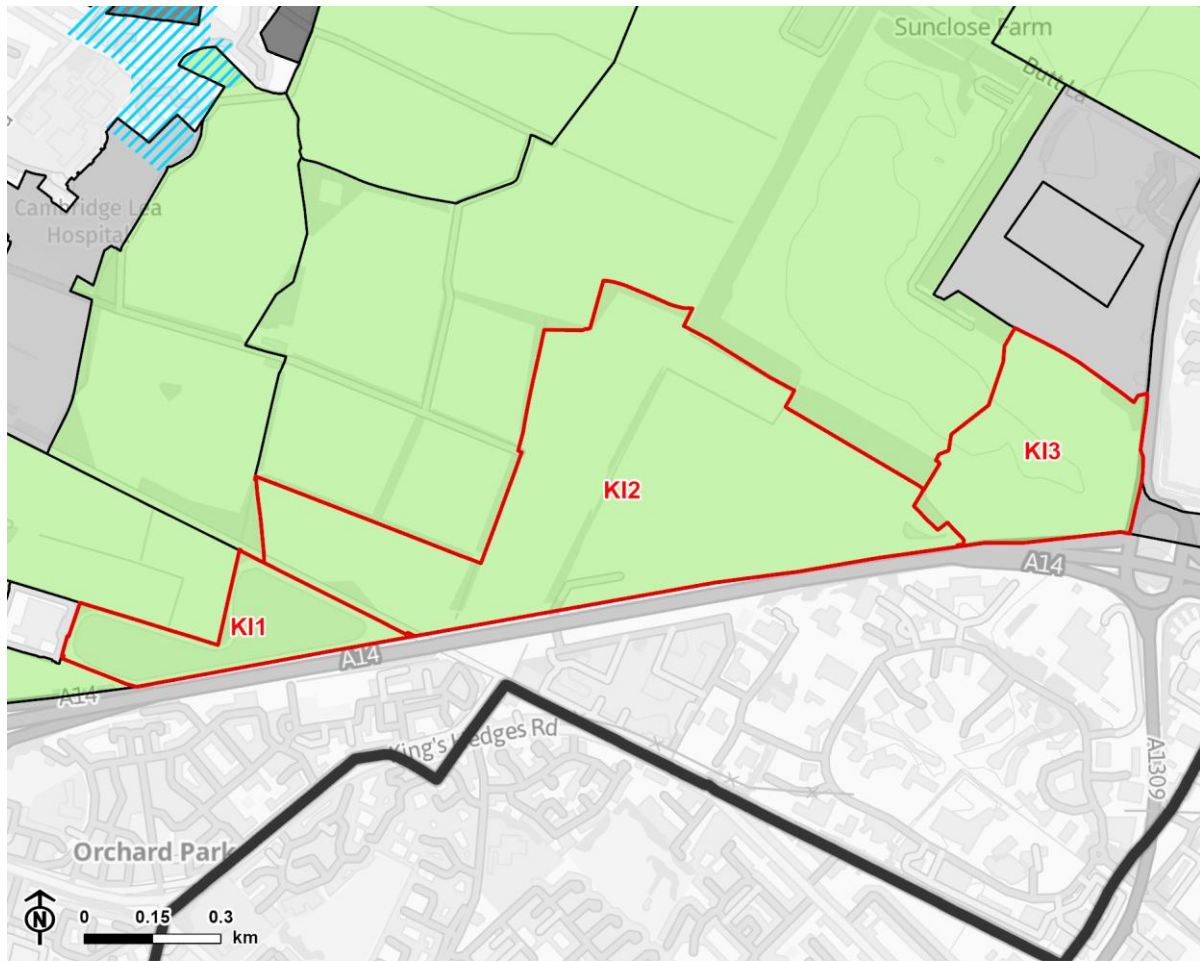 Sunclose Farm
Butt La
Cambridge Lea
Hospital
KI3
KI2
KI1
A14
A14
A14
King's Hedges Rd
A1309
Orchard Park
N
0 0.15 0.3
km